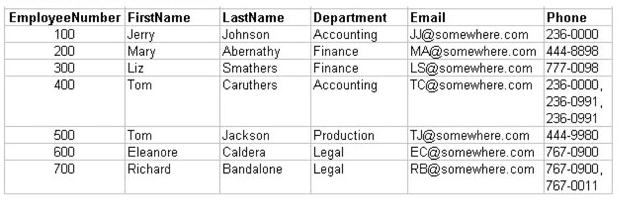 EmployeeNumber FirstName LastName Department Email Phone
100 Jerry Johnson Accounting JJ@somewhere.com 236-0000
200 Mary Abernathy Finance MA@somewhere.com 444-8898
300 Liz Smathers Finance LS@somewhere.com 777-0098
400 Tom Caruthers Accounting TC@somewhere.com 236-0000,
236-0991,
236-0991
500 Tom Jackson Production TJ@somewhere.com 444-9980
600 Eleanore Caldera Legal EC@somewhere.com 767-0900
700 Richard Bandalone Legal RB@somewhere.com 767-0900,
767-0011